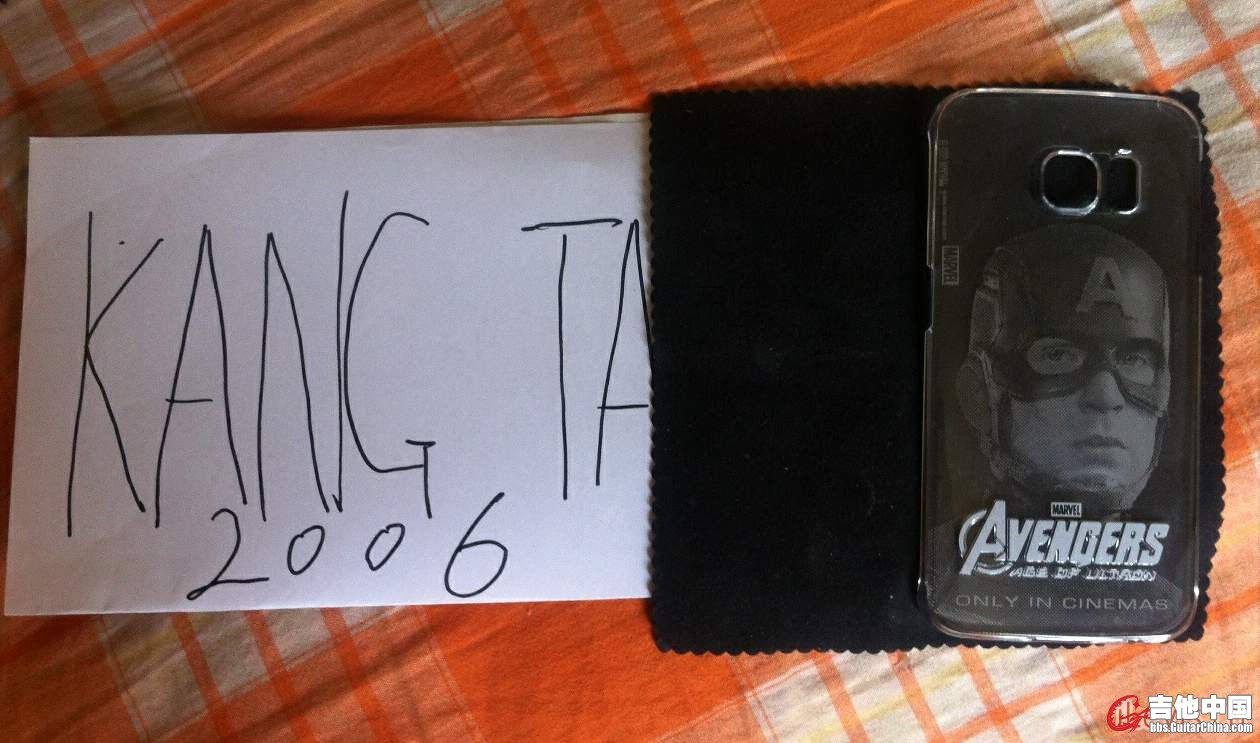 KANG TA
2006
MARVEL
MARVEL
AVENGERS
AGE OF ULTRON
ONLY IN CINEMAS
吉他中国
bbs.GuitarChina.com